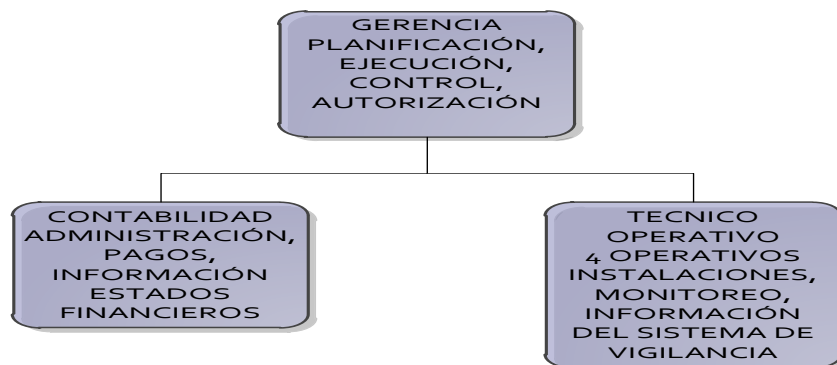 GERENCIA
PLANIFICACIÓN,
EJECUCIÓN,
CONTROL,
AUTORIZACIÓN
CONTABILIDAD
ADMINISTRACIÓN,
PAGOS,
INFORMACIÓN
ESTADOS
FINANCIEROS
TECNICO
OPERATIVO
4 OPERATIVOS
INSTALACIONES,
MONITOREO,
INFORMACIÓN
DEL SISTEMA DE
VIGILANCIA